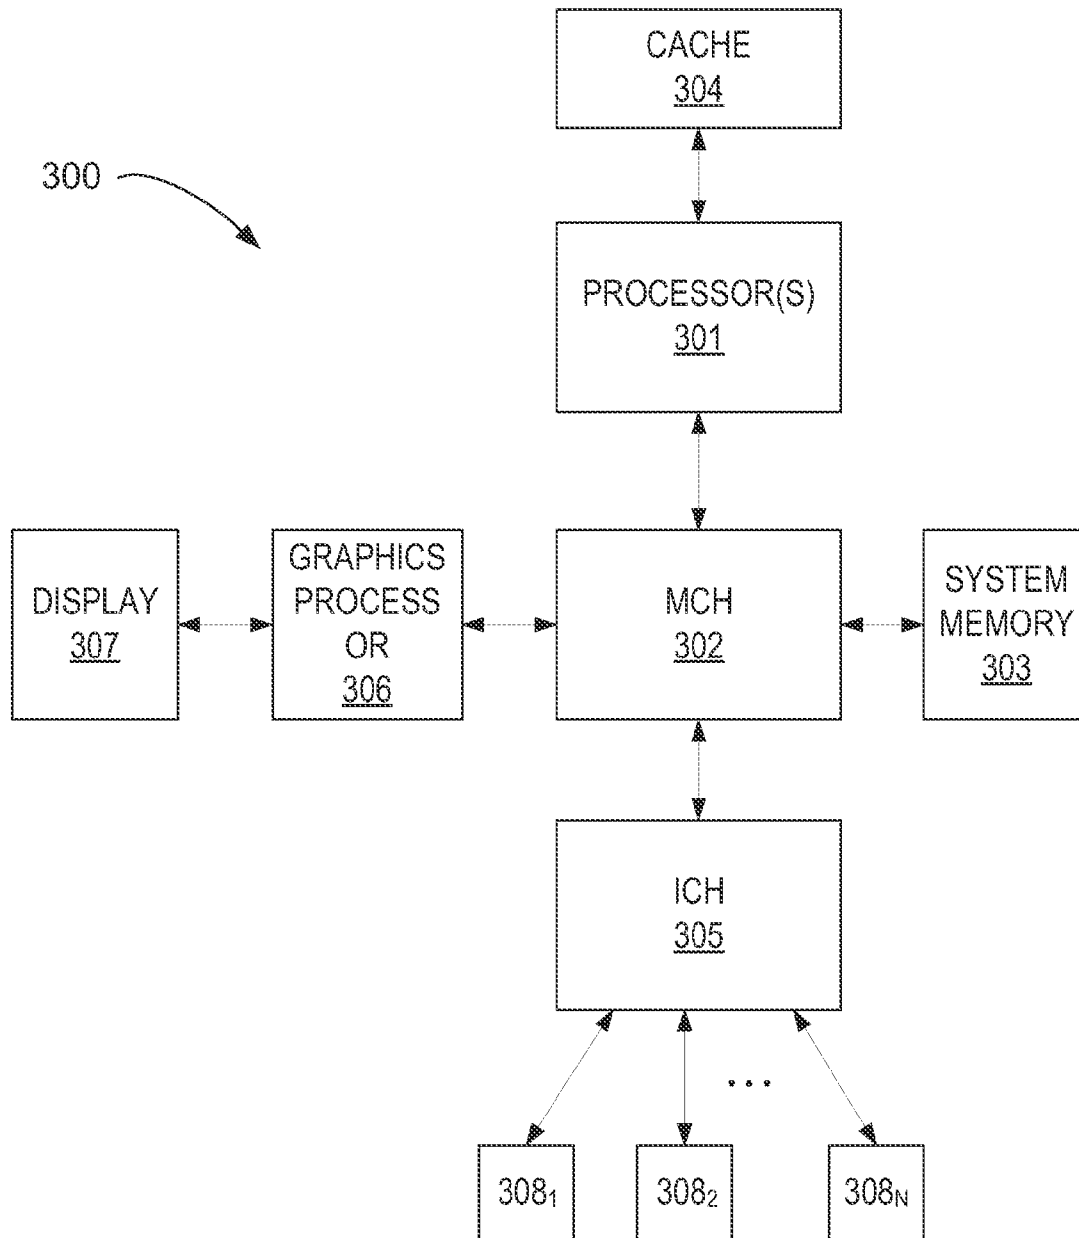 CACHE
304
300
PROCESSOR(S)
301
DISPLAY
307
GRAPHICS
PROCESS
OR
306
MCH
302
SYSTEM
MEMORY
303
ICH
305
...
308₁
308₂
308N